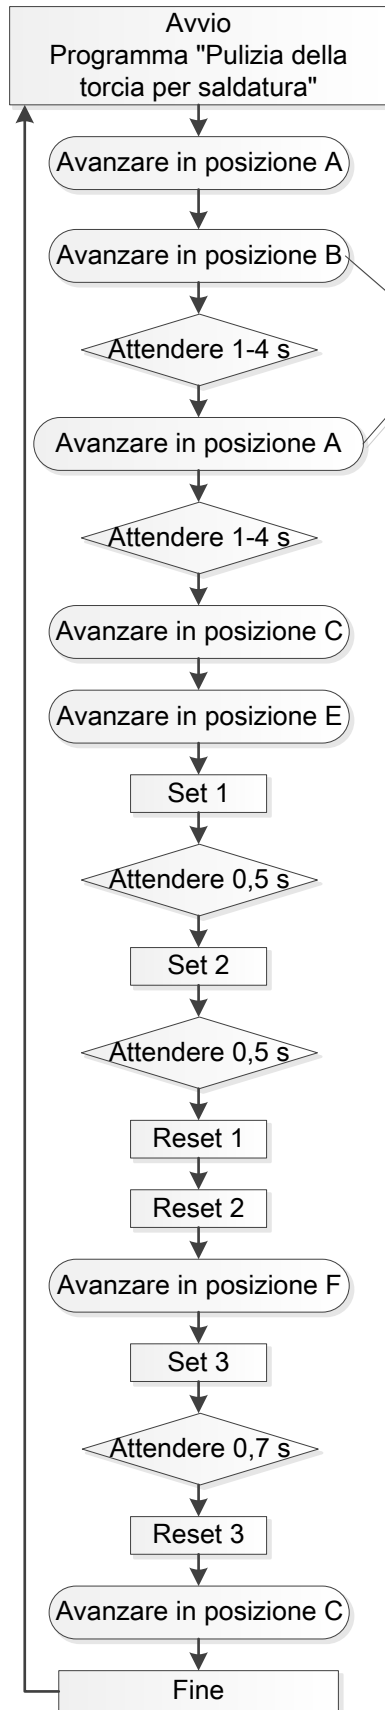 Avvio
Programma "Pulizia della
torcia per saldatura"
Avanzare in posizione A
Avanzare in posizione B
Attendere 1-4 s
Avanzare in posizione A
Attendere 1-4 s
Avanzare in posizione C
Avanzare in posizione E
Set 1
Attendere 0,5 s
Set 2
Attendere 0,5 s
Reset 1
Reset 2
Avanzare in posizione F
Set 3
Attendere 0,7 s
Reset 3
Avanzare in posizione C
Fine